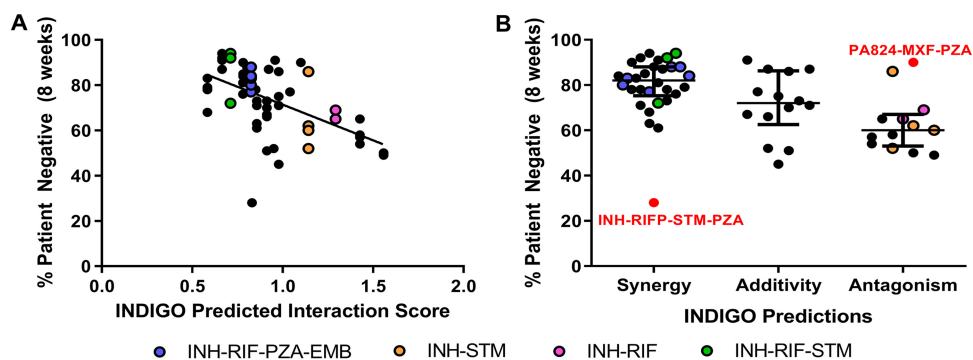 A
% Patient Negative (8 weeks)
100
80
60
40
20
0
0.0 0.5 1.0 1.5 2.0
INDIGO Predicted Interaction Score
B
% Patient Negative (8 weeks)
100
80
60
40
20
0
PA824-MXF-PZA
INH-RIFP-STM-PZA
Synergy Additivity Antagonism
INDIGO Predictions
INH-RIF-PZA-EMB INH-STM INH-RIF INH-RIF-STM